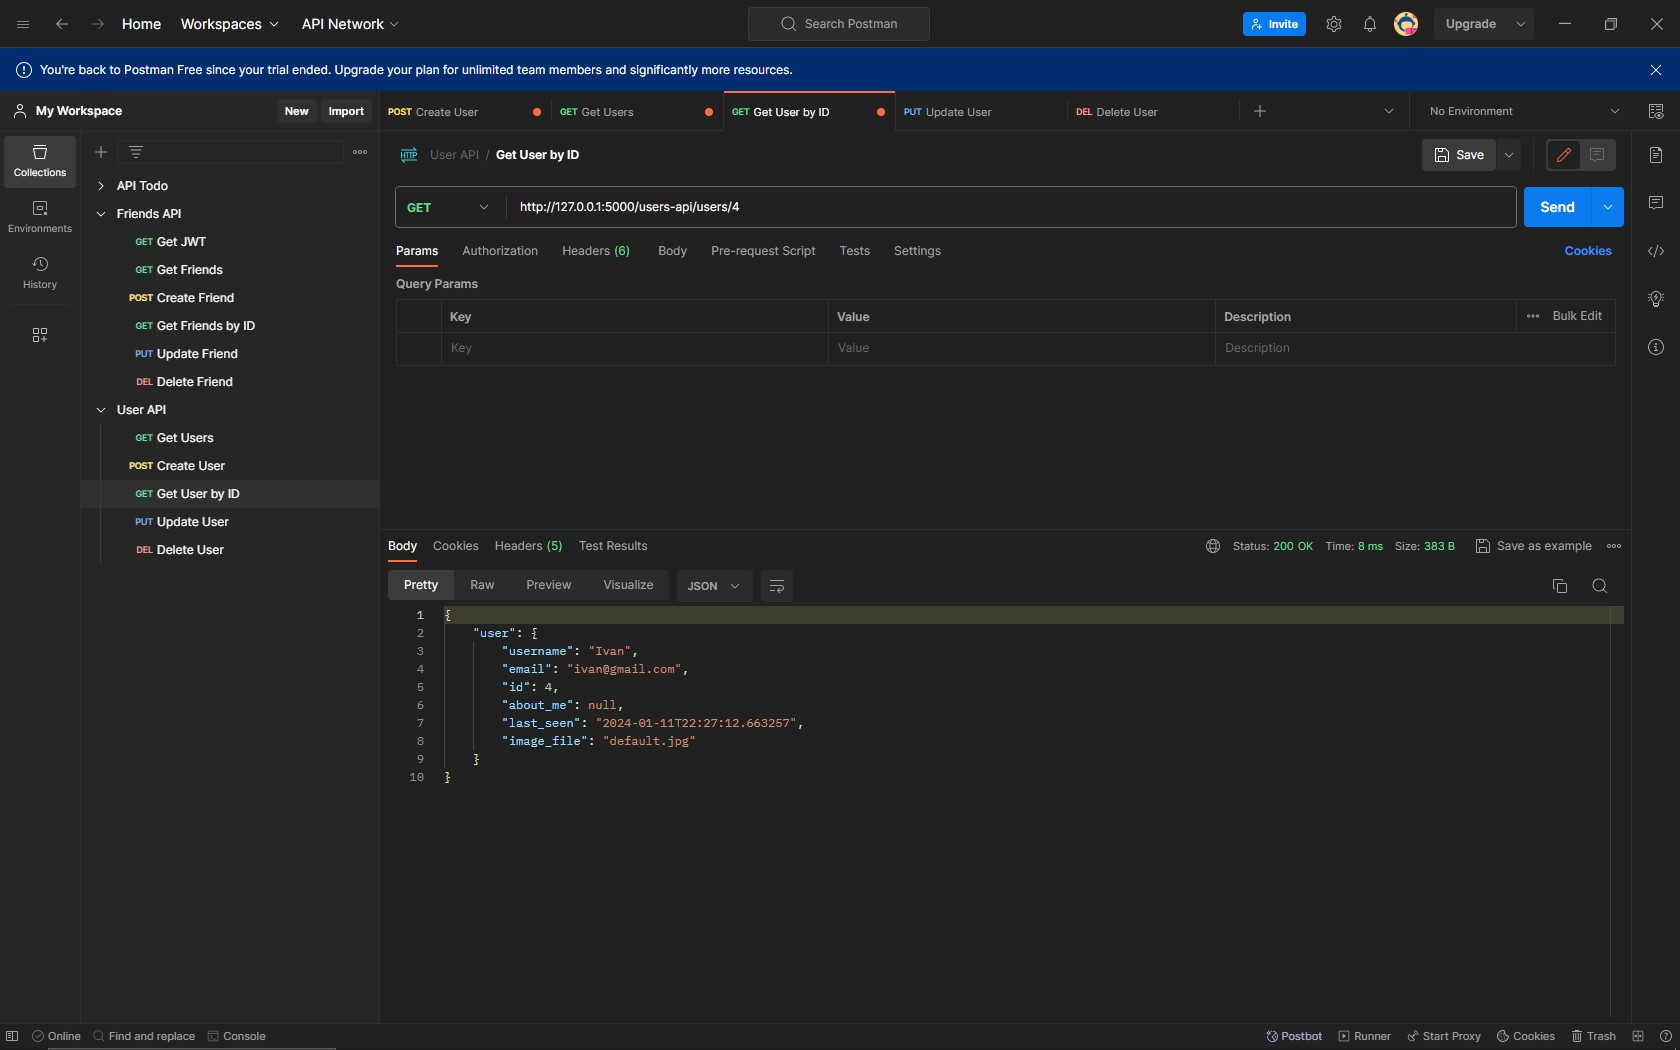 Home Workspaces API Network Search Postman Invite Upgrade
You're back to Postman Free since your trial ended. Upgrade your plan for unlimited team members and significantly more resources.
My Workspace New Import
POST Create User GET Get Users GET Get User by ID PUT Update User DEL Delete User No Environment
Collections
Environments
History
API Todo
Friends API
GET Get JWT
GET Get Friends
POST Create Friend
GET Get Friends by ID
PUT Update Friend
DEL Delete Friend
User API
GET Get Users
POST Create User
GET Get User by ID
PUT Update User
DEL Delete User
HTTP User API / Get User by ID Save
GET http://127.0.0.1:5000/users-api/users/4 Send
Params Authorization Headers (6) Body Pre-request Script Tests Settings Cookies
Query Params
Key Value Description Bulk Edit
Key Value Description
Body Cookies Headers (5) Test Results Status: 200 OK Time: 8 ms Size: 383 B Save as example
Pretty Raw Preview Visualize JSON
1 {
2 "user": {
3 "username": "Ivan",
4 "email": "ivan@gmail.com",
5 "id": 4,
6 "about_me": null,
7 "last_seen": "2024-01-11T22:27:12.663257",
8 "image_file": "default.jpg"
9 }
10 }
Online Find and replace Console Postbot Runner Start Proxy Cookies Trash